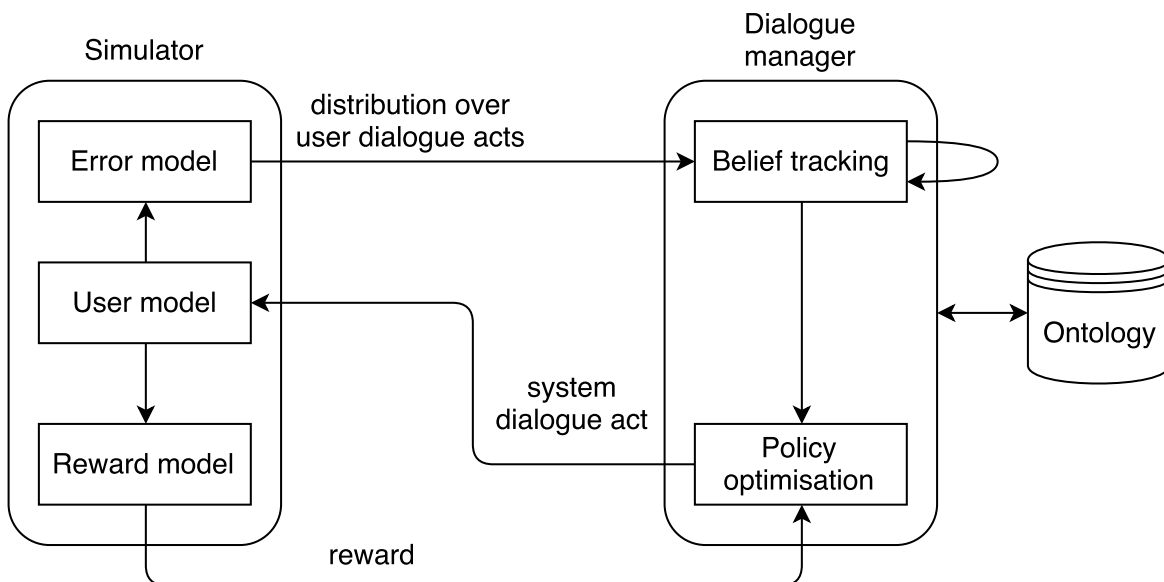 Simulator
Dialogue
manager
distribution over
user dialogue acts
Error model
Belief tracking
User model
Ontology
system
dialogue act
Reward model
Policy
optimisation
reward